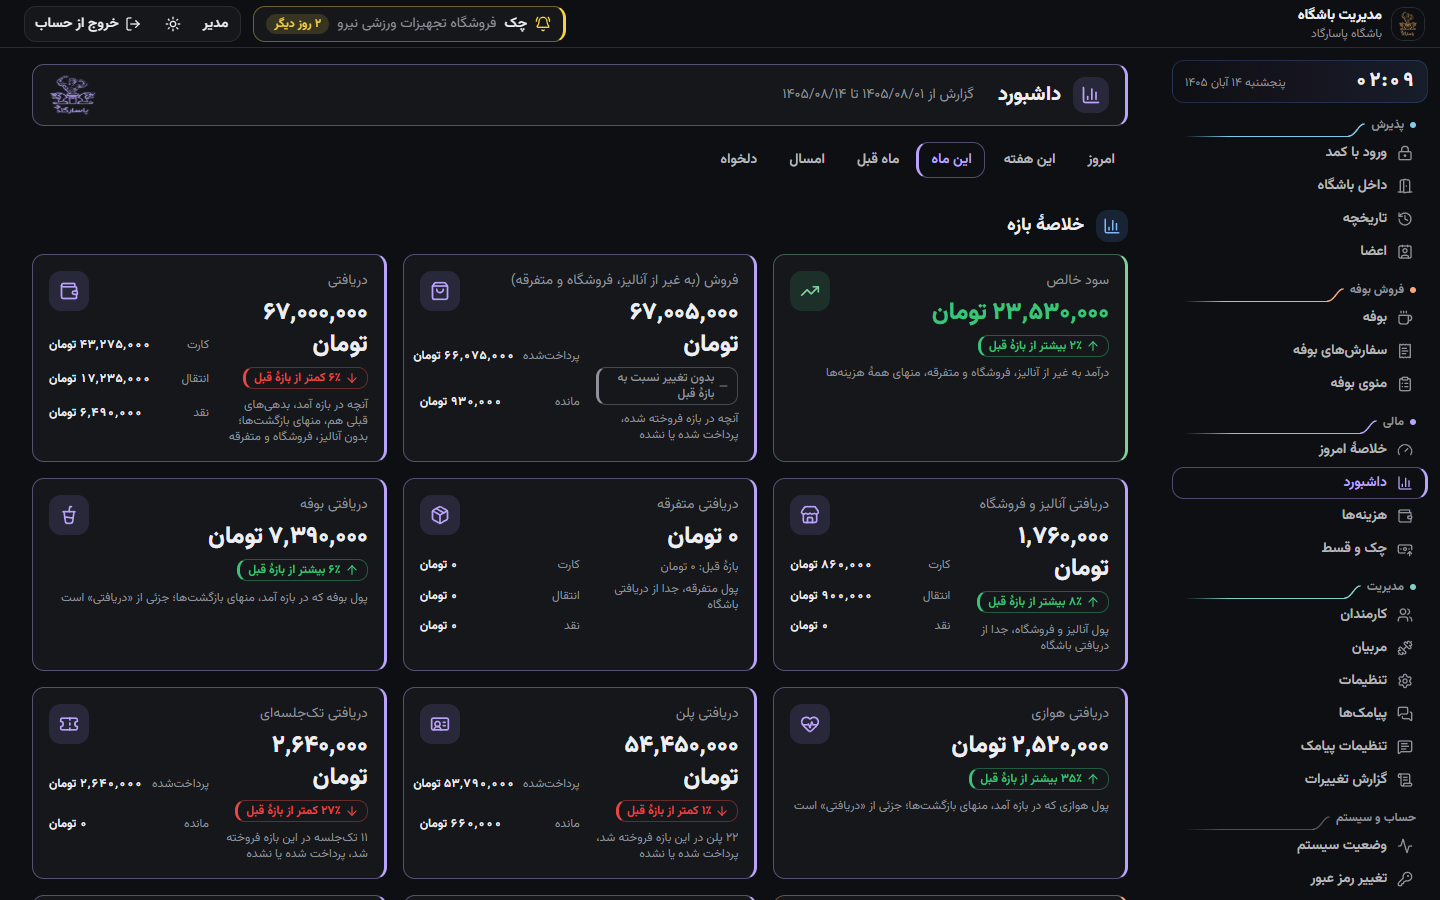 مدیریت باشگاه
باشگاه پاسارگاد
چک فروشگاه تجهیزات ورزشی نیرو ۲ روز دیگر
مدیر
خروج از حساب
۰۲:۰۹
پنجشنبه ۱۴ آبان ۱۴۰۵
پذیرش
ورود با کمد
داخل باشگاه
تاریخچه
اعضا
فروش بوفه
بوفه
سفارش‌های بوفه
منوی بوفه
مالی
خلاصهٔ امروز
داشبورد
هزینه‌ها
چک و قسط
مدیریت
کارمندان
مربیان
تنظیمات
پیامک‌ها
تنظیمات پیامک
گزارش تغییرات
حساب و سیستم
وضعیت سیستم
تغییر رمز عبور
داشبورد
گزارش از ۱۴۰۵/۰۸/۰۱ تا ۱۴۰۵/۰۸/۱۴
پاسارگاد
امروز
این هفته
این ماه
ماه قبل
امسال
دلخواه
خلاصهٔ بازه
سود خالص
۲۳,۵۳۰,۰۰۰ تومان
۲٪ بیشتر از بازهٔ قبل
درآمد به غیر از آنالیز، فروشگاه و متفرقه، منهای همهٔ هزینه‌ها
فروش (به غیر از آنالیز، فروشگاه و متفرقه)
۶۷,۰۰۵,۰۰۰
تومان
بدون تغییر نسبت به
بازهٔ قبل
آنچه در بازه فروخته شده،
پرداخت شده یا نشده
پرداخت‌شده ۶۶,۰۷۵,۰۰۰ تومان
مانده ۹۳۰,۰۰۰ تومان
دریافتی
۶۷,۰۰۰,۰۰۰
تومان
۶٪ کمتر از بازهٔ قبل
آنچه در بازه آمد، بدهی‌های
قبلی هم، منهای بازگشت‌ها؛
بدون آنالیز، فروشگاه و متفرقه
کارت ۴۳,۲۷۵,۰۰۰ تومان
انتقال ۱۷,۲۳۵,۰۰۰ تومان
نقد ۶,۴۹۰,۰۰۰ تومان
دریافتی آنالیز و فروشگاه
۱,۷۶۰,۰۰۰
تومان
۸٪ بیشتر از بازهٔ قبل
پول آنالیز و فروشگاه، جدا از
دریافتی باشگاه
کارت ۸۶۰,۰۰۰ تومان
انتقال ۹۰۰,۰۰۰ تومان
نقد ۰ تومان
دریافتی متفرقه
۰ تومان
بازهٔ قبل: ۰ تومان
پول متفرقه، جدا از دریافتی
باشگاه
کارت ۰ تومان
انتقال ۰ تومان
نقد ۰ تومان
دریافتی بوفه
۷,۳۹۰,۰۰۰ تومان
۶٪ بیشتر از بازهٔ قبل
پول بوفه که در بازه آمد، منهای بازگشت‌ها؛ جزئی از «دریافتی» است
دریافتی هوازی
۲,۵۲۰,۰۰۰ تومان
۳۵٪ بیشتر از بازهٔ قبل
پول هوازی که در بازه آمد، منهای بازگشت‌ها؛ جزئی از «دریافتی» است
دریافتی پلن
۵۴,۴۵۰,۰۰۰
تومان
۱٪ کمتر از بازهٔ قبل
۲۲ پلن در این بازه فروخته شد،
پرداخت شده یا نشده
پرداخت‌شده ۵۳,۷۹۰,۰۰۰ تومان
مانده ۶۶۰,۰۰۰ تومان
دریافتی تک‌جلسه‌ای
۲,۶۴۰,۰۰۰
تومان
۲۷٪ کمتر از بازهٔ قبل
۱۱ تک‌جلسه در این بازه فروخته
شد، پرداخت شده یا نشده
پرداخت‌شده ۲,۶۴۰,۰۰۰ تومان
مانده ۰ تومان